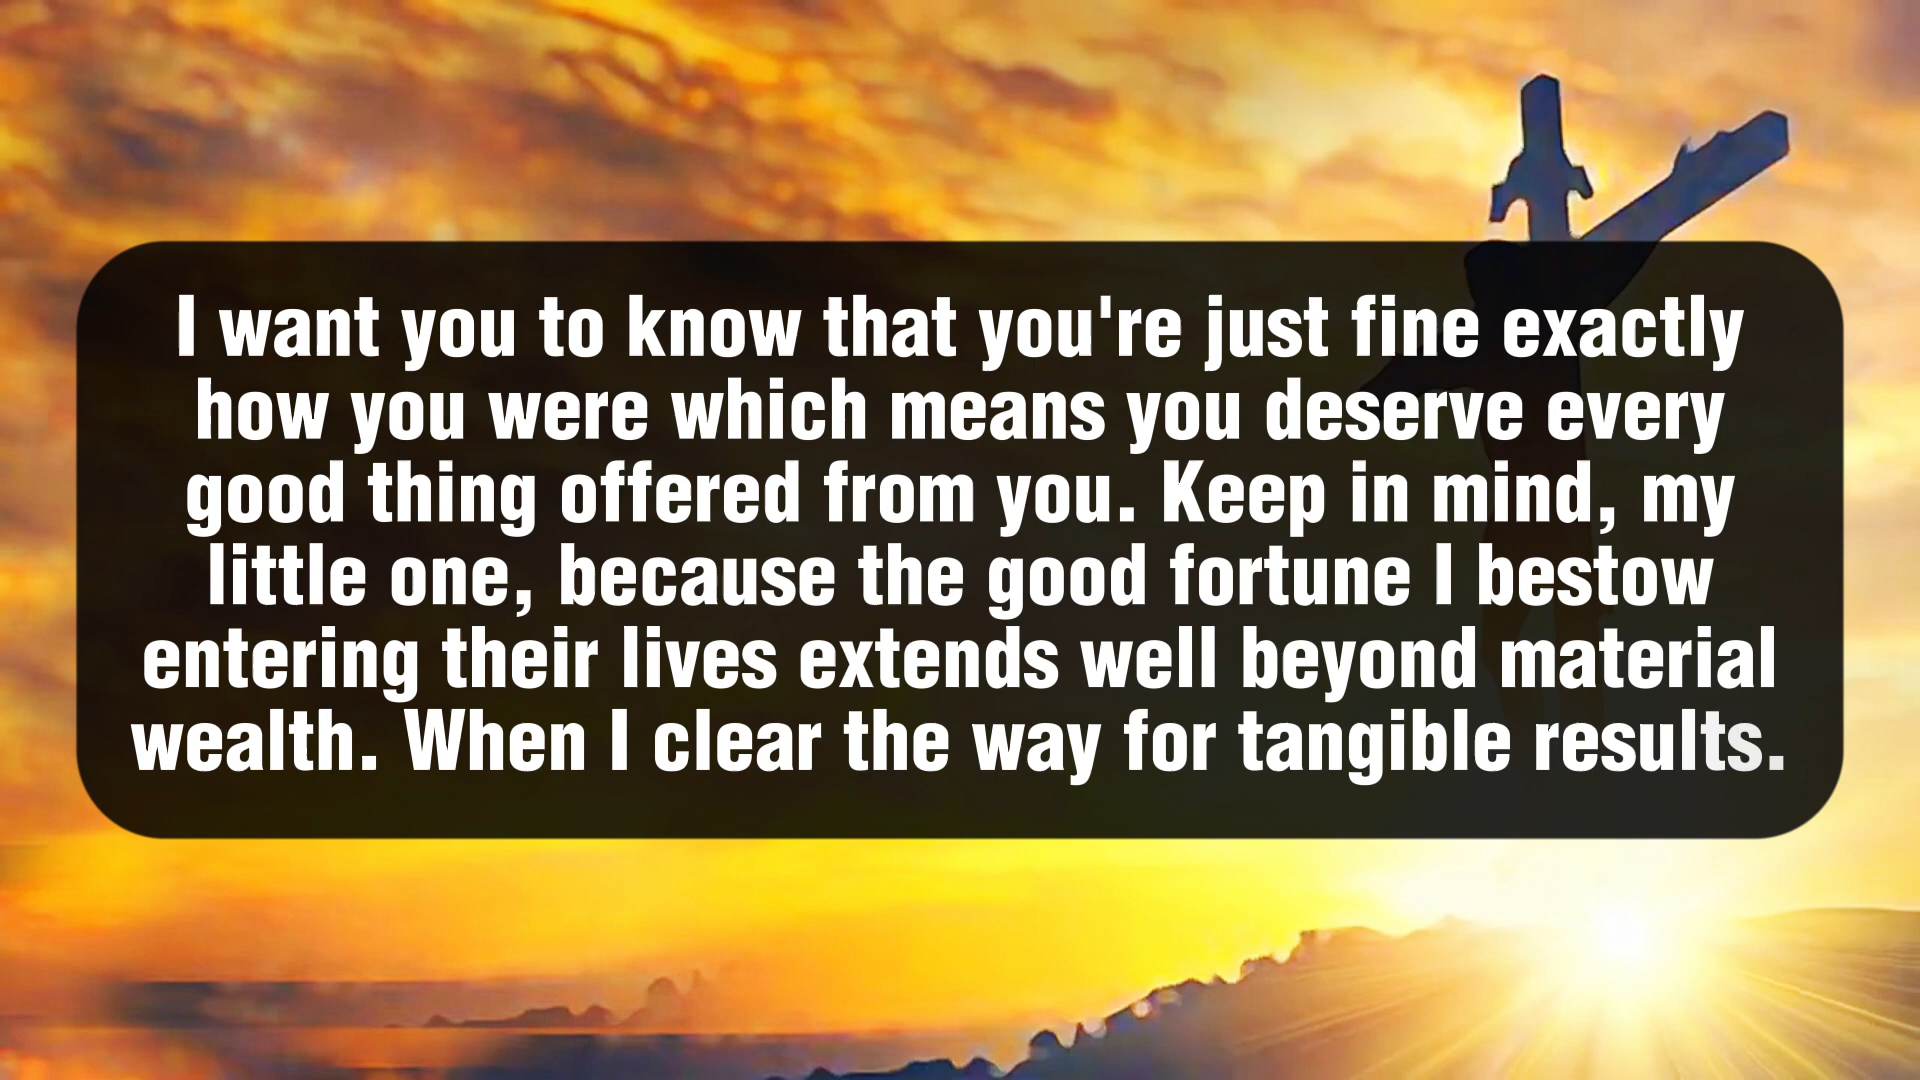 I want you to know that you're just fine exactly
how you were which means you deserve every
good thing offered from you. Keep in mind, my
little one, because the good fortune I bestow
entering their lives extends well beyond material
wealth. When I clear the way for tangible results.